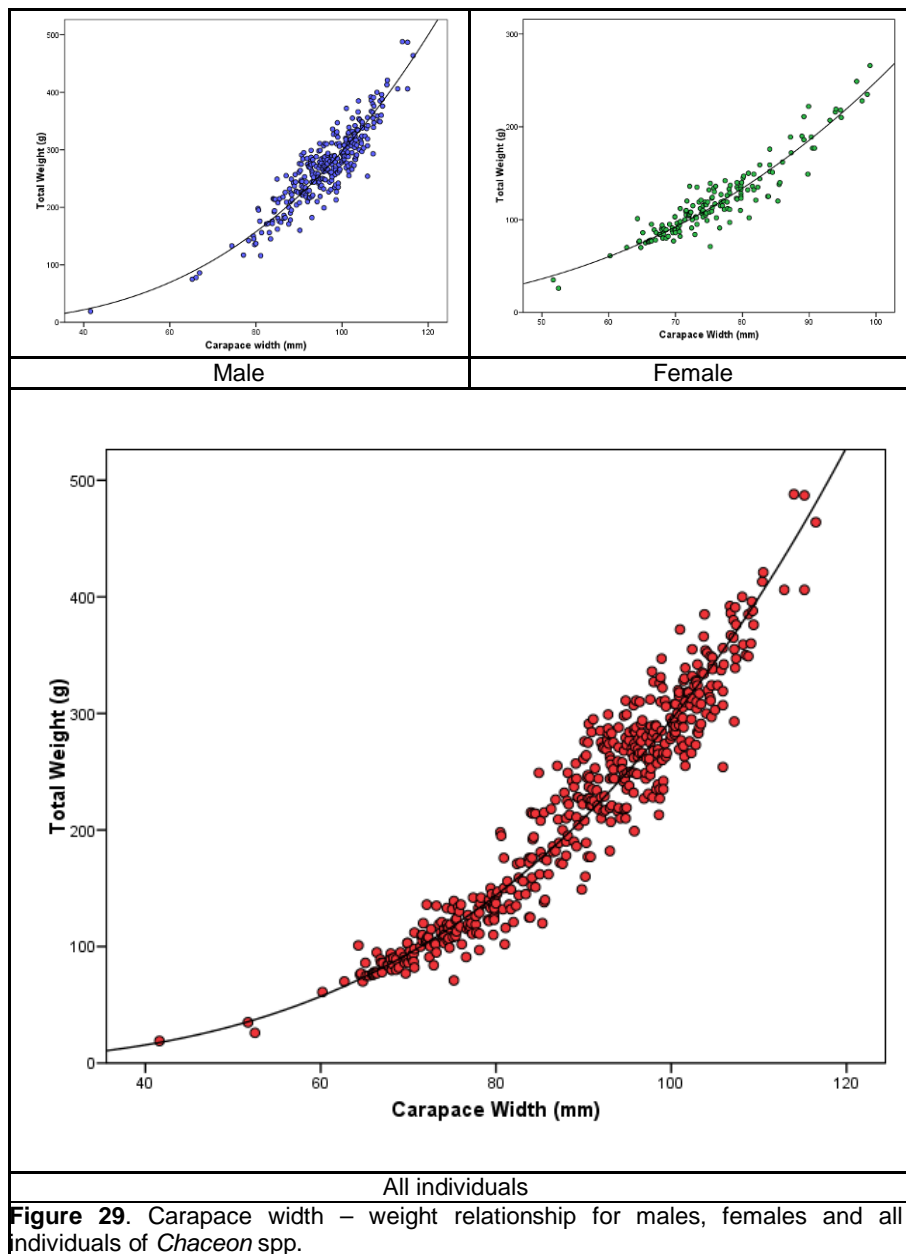 500
400
300
200
100
0
Total Weight (g)
40 60 80 100 120
Carapace width (mm)
Male
300
200
100
0
Total Weight (g)
50 60 70 80 90 100
Carapace Width (mm)
Female
500
400
300
200
100
0
Total Weight (g)
40 60 80 100 120
Carapace Width (mm)
All individuals
Figure 29. Carapace width – weight relationship for males, females and all
individuals of Chaceon spp.